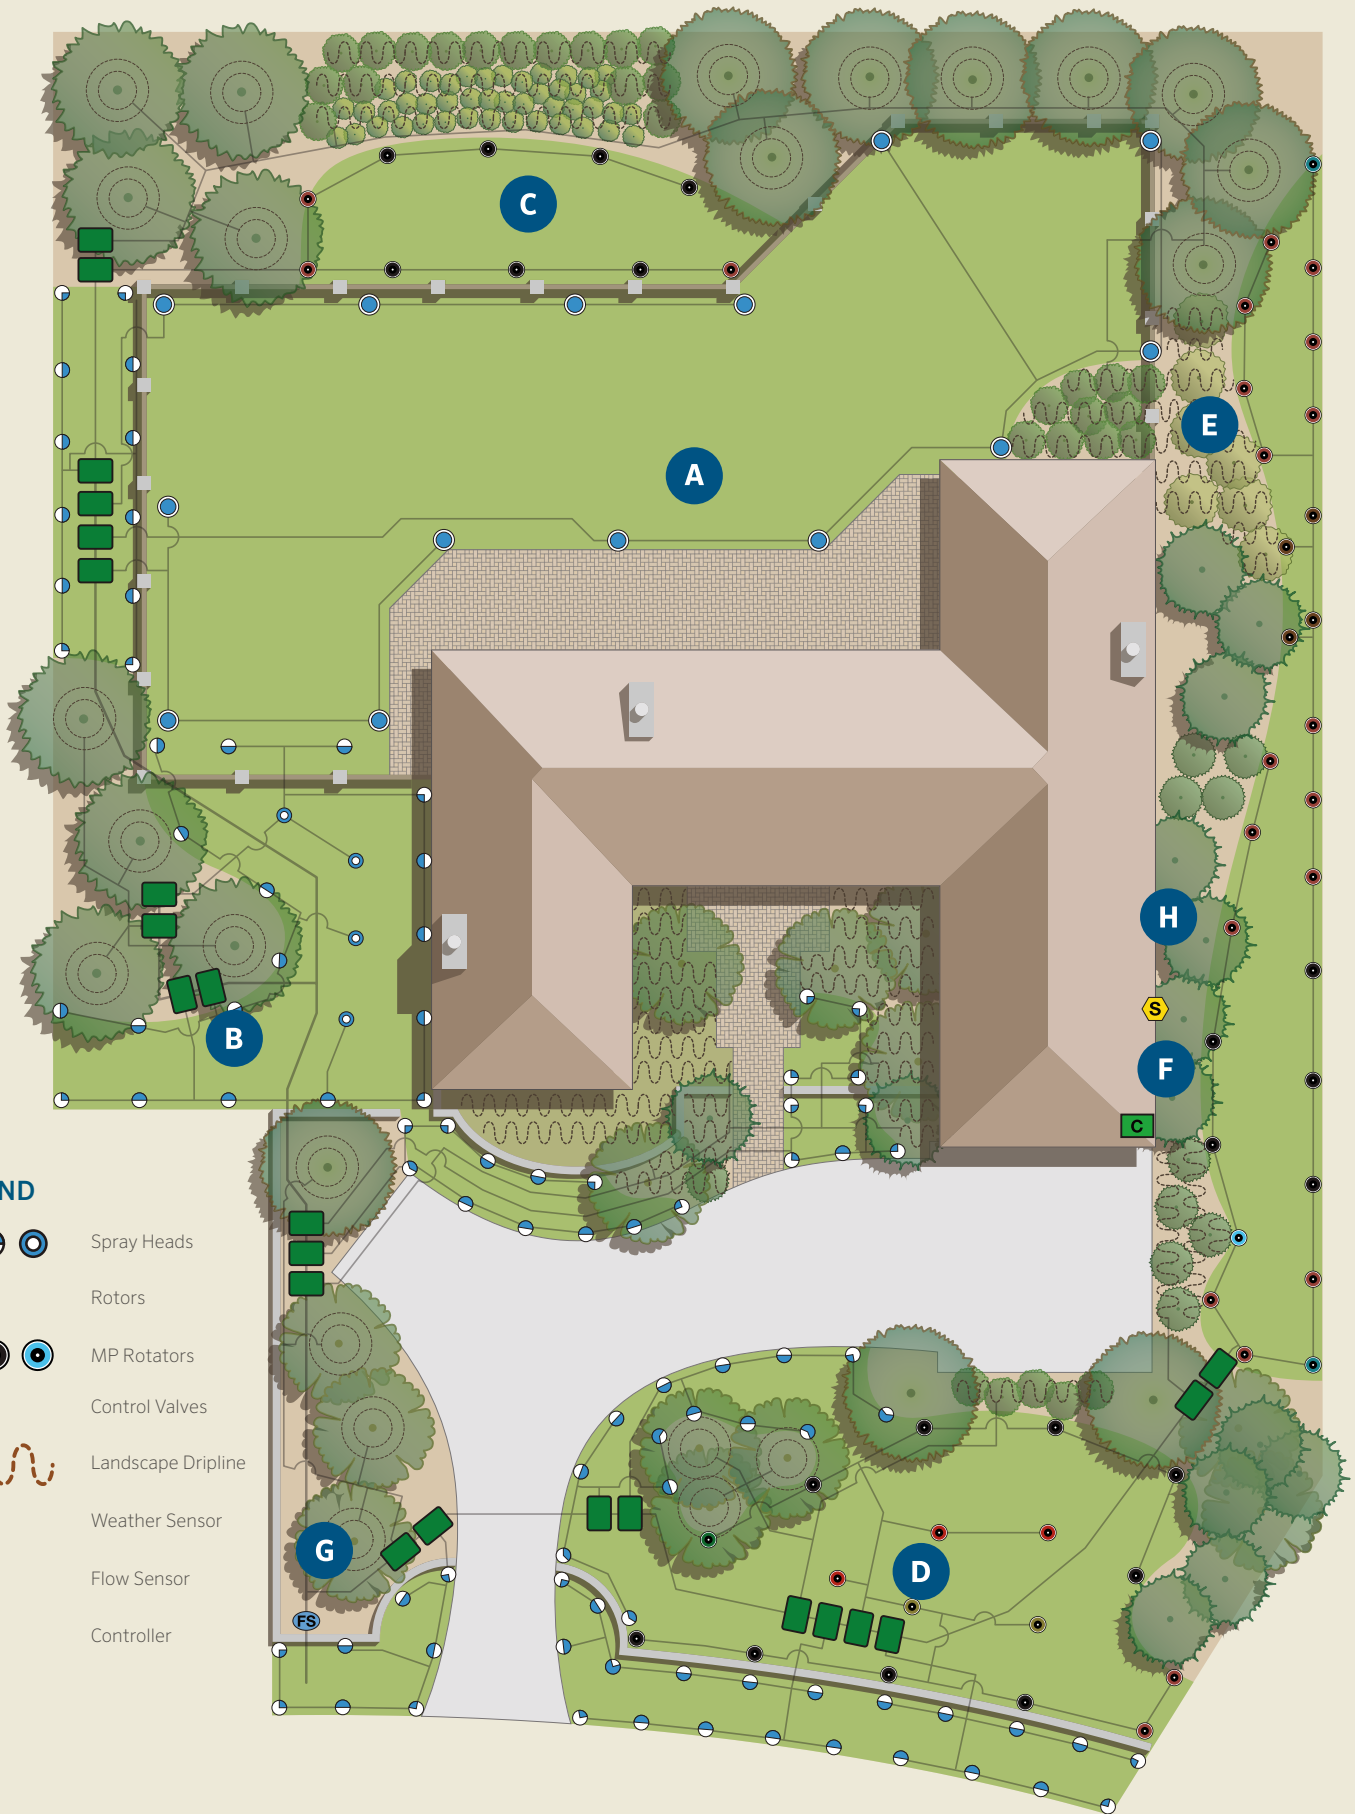 C
E
A
H
S
B
F
C
ND
Spray Heads
Rotors
MP Rotators
Control Valves
Landscape Dripline
Weather Sensor
Flow Sensor
Controller
G
D
FS